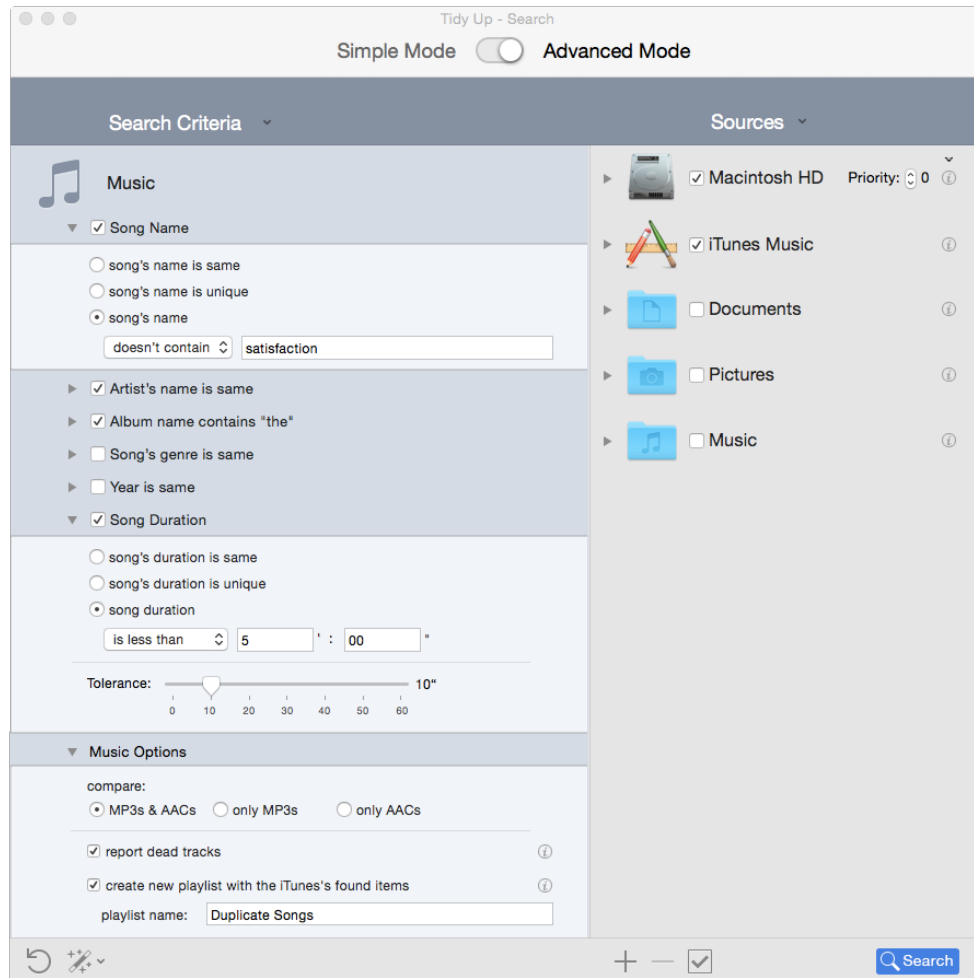 Tidy Up - Search
Simple Mode Advanced Mode
Search Criteria
Sources
Music
Song Name
song's name is same
song's name is unique
song's name
doesn't contain satisfaction
Artist's name is same
Album name contains "the"
Song's genre is same
Year is same
Song Duration
song's duration is same
song's duration is unique
song duration
is less than 5 ' : 00 "
Tolerance: 10"
0 10 20 30 40 50 60
Music Options
compare:
MP3s & AACs only MP3s only AACs
report dead tracks
create new playlist with the iTunes's found items
playlist name: Duplicate Songs
Macintosh HD Priority: 0
iTunes Music
Documents
Pictures
Music
Search